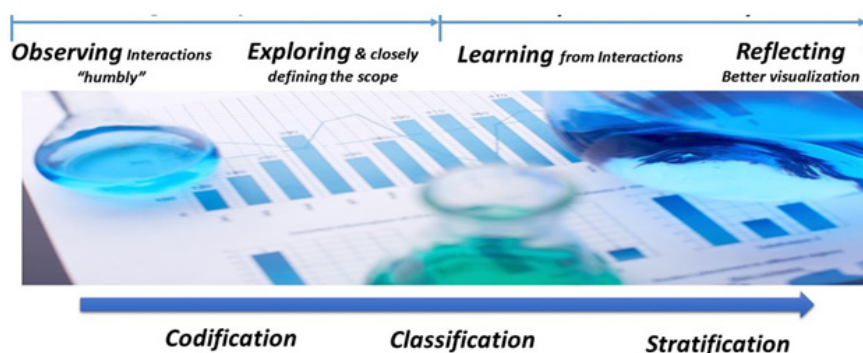 Observing Interactions
"humbly"
Exploring & closely
defining the scope
Learning from Interactions
Reflecting
Better visualization
Codification
Classification
Stratification